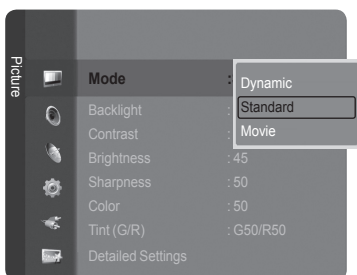 Picture
Mode : Dynamic
Backlight : Standard
Contrast : Movie
Brightness : 45
Sharpness : 50
Color : 50
Tint (G/R) : G50/R50
Detailed Settings